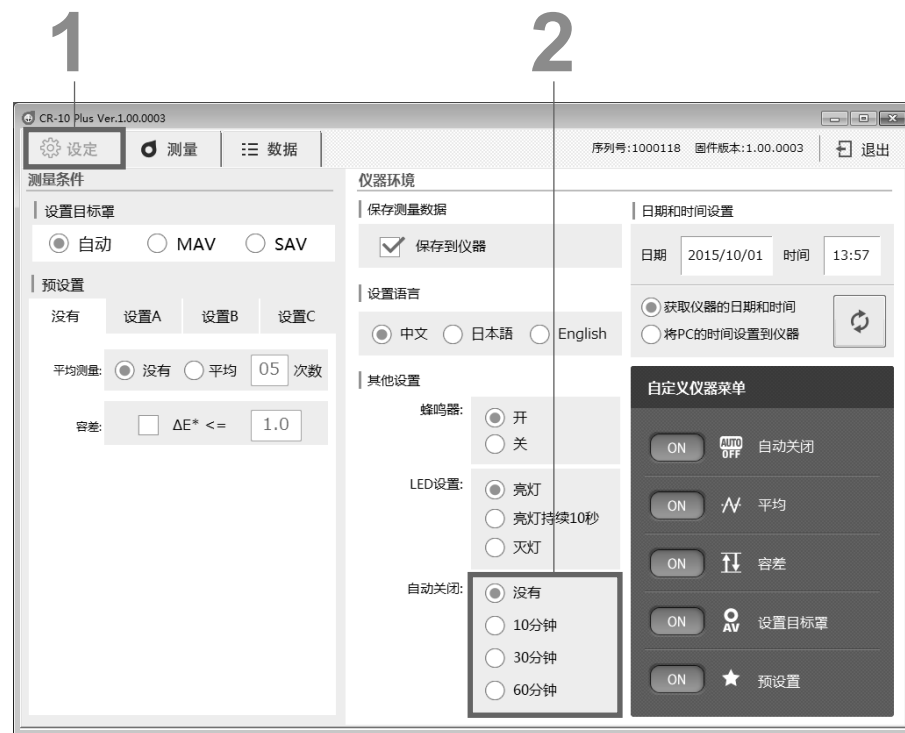 1 2
CR-10 Plus Ver.1.00.0003
设定 测量 数据 序列号:1000118 固件版本:1.00.0003 退出
测量条件
设置目标罩
自动 MAV SAV
预设置
没有 设置A 设置B 设置C
平均测量: 没有 平均 05 次数
容差: ΔE* <= 1.0
仪器环境
保存测量数据
保存到仪器
设置语言
中文 日本語 English
其他设置
蜂鸣器: 开
关
LED设置: 亮灯
亮灯持续10秒
灭灯
自动关闭: 没有
10分钟
30分钟
60分钟
日期和时间设置
日期 2015/10/01 时间 13:57
获取仪器的日期和时间
将PC的时间设置到仪器
自定义仪器菜单
ON AUTO OFF 自动关闭
ON 平均
ON 容差
ON AV 设置目标罩
ON 预设置